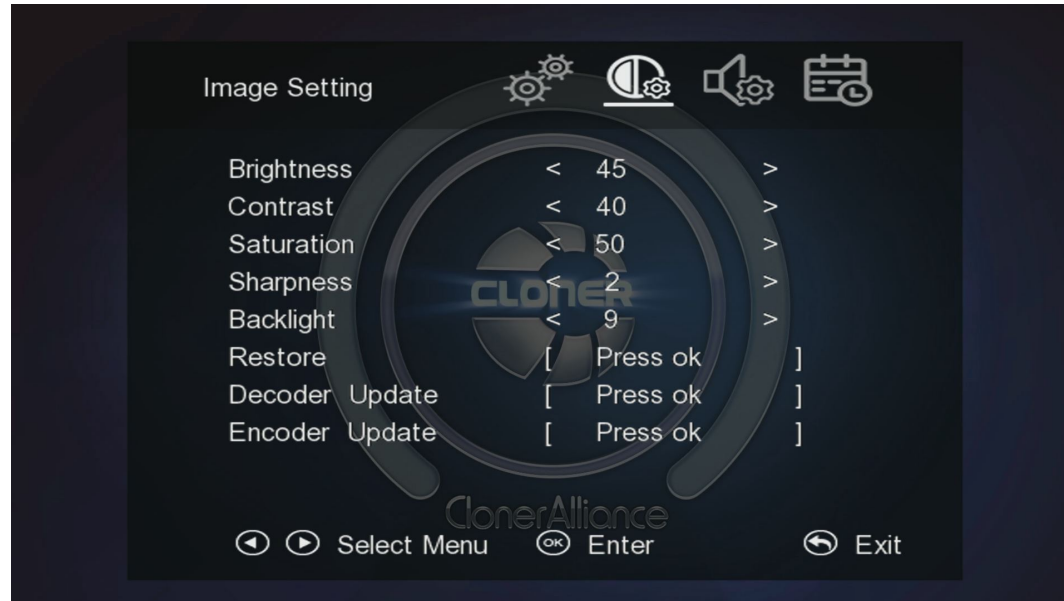 Image Setting
Brightness < 45 >
Contrast < 40 >
Saturation < 50 >
Sharpness < 2 >
Backlight < 9 >
Restore [ Press ok ]
Decoder Update [ Press ok ]
Encoder Update [ Press ok ]
CLONER
ClonerAlliance
Select Menu OK Enter Exit